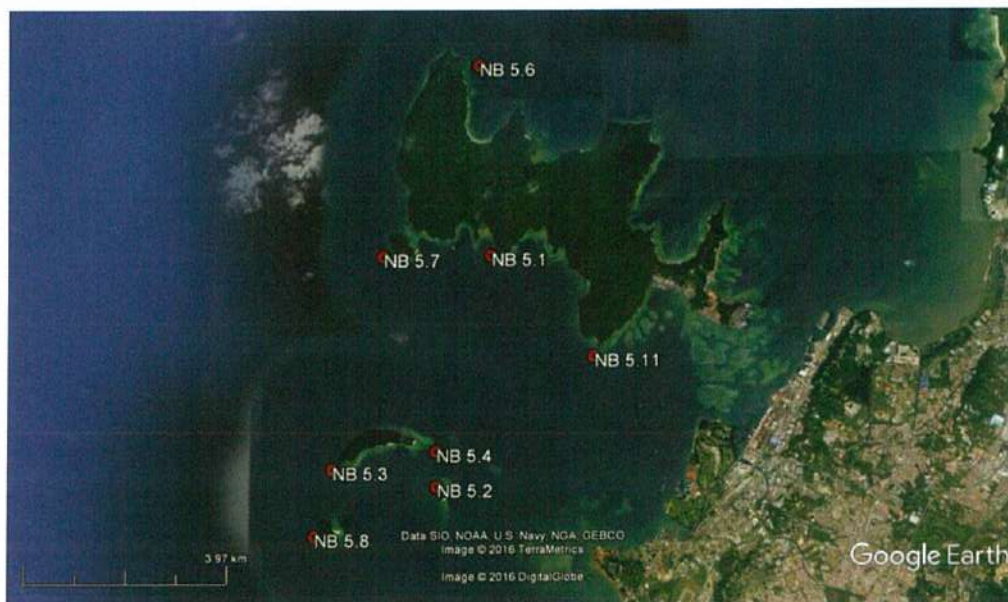 NB 5.6
NB 5.7
NB 5.1
NB 5.11
NB 5.4
NB 5.3
NB 5.2
NB 5.8
Data SIO, NOAA, U.S. Navy, NGA, GEBCO
Image © 2016 TerraMetrics
Image © 2016 DigitalGlobe
3.97 km
Google Earth